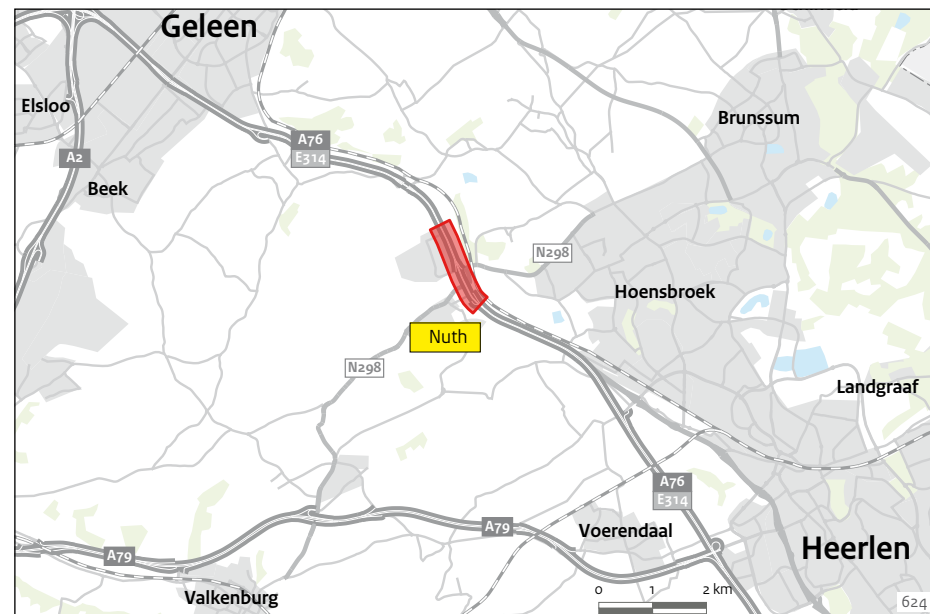 Geleen
Elsloo
A2
Beek
A76
E314
Brunssum
N298
Hoensbroek
Nuth
N298
Landgraaf
A76
E314
A79
Voerendaal
A79
Heerlen
Valkenburg
0 1 2 km
624